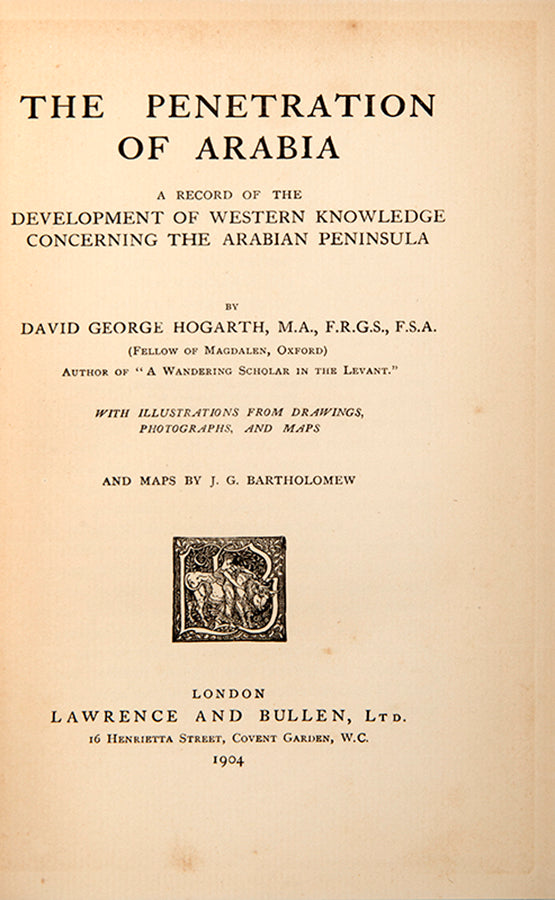 THE PENETRATION
OF ARABIA
A RECORD OF THE
DEVELOPMENT OF WESTERN KNOWLEDGE
CONCERNING THE ARABIAN PENINSULA
BY
DAVID GEORGE HOGARTH, M.A., F.R.G.S., F.S.A.
(FELLOW OF MAGDALEN, OXFORD)
AUTHOR OF "A WANDERING SCHOLAR IN THE LEVANT."
WITH ILLUSTRATIONS FROM DRAWINGS,
PHOTOGRAPHS, AND MAPS
AND MAPS BY J. G. BARTHOLOMEW
LONDON
LAWRENCE AND BULLEN, LTD.
16 HENRIETTA STREET, COVENT GARDEN, W.C.
1904